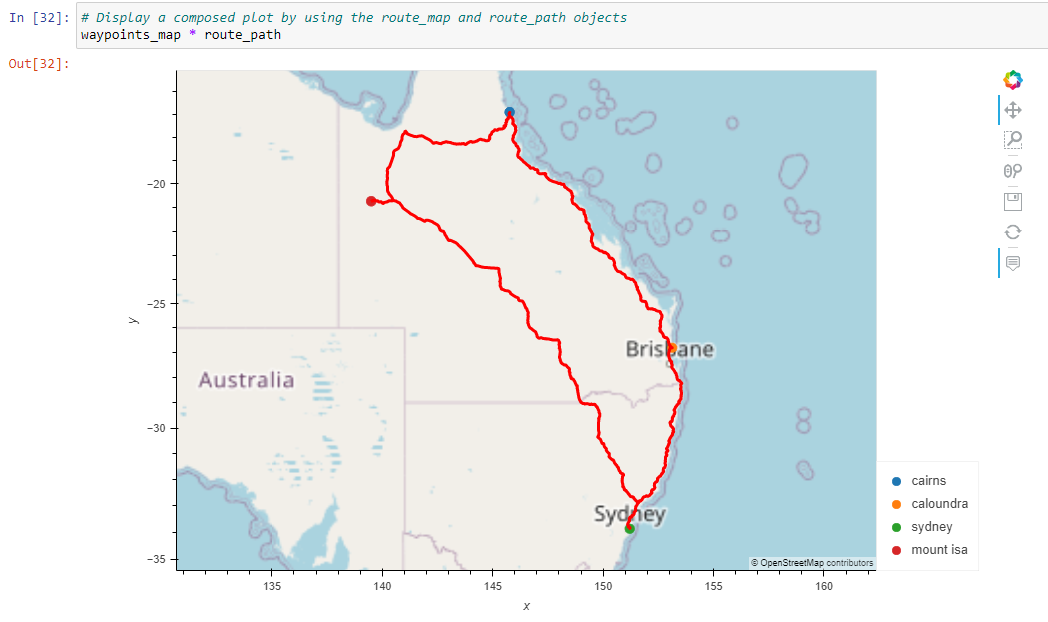 In [32]: # Display a composed plot by using the route_map and route_path objects
waypoints_map * route_path
Out[32]:
−20
−25
−30
−35
y
Brisbane
Australia
Sydney
cairns
caloundra
sydney
mount isa
© OpenStreetMap contributors
135 140 145 150 155 160
x